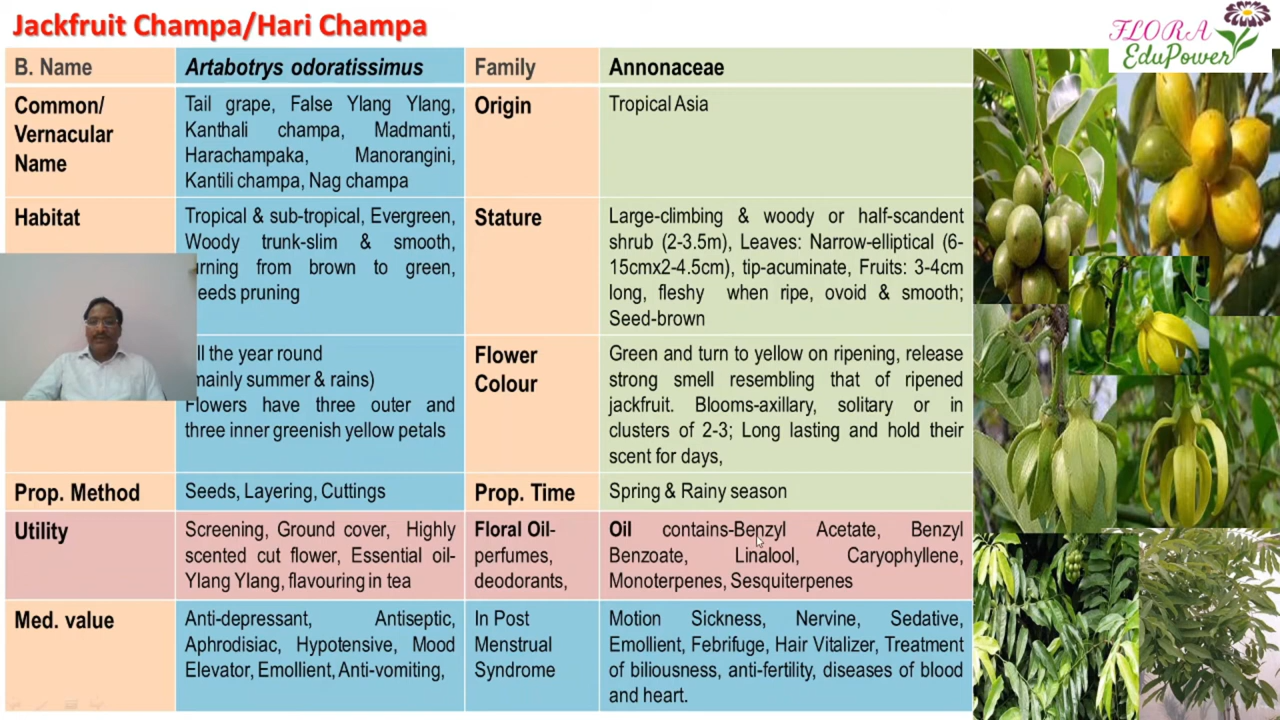 Jackfruit Champa/Hari Champa
FLORA
EduPower
B. Name
Artabotrys odoratissimus
Family
Annonaceae
Common/
Vernacular
Name
Tail grape, False Ylang Ylang,
Kanthali champa, Madmanti,
Harachampaka, Manorangini,
Kantili champa, Nag champa
Origin
Tropical Asia
Habitat
Tropical & sub-tropical, Evergreen,
Woody trunk-slim & smooth,
urning from brown to green,
eeds pruning
Stature
Large-climbing & woody or half-scandent
shrub (2-3.5m), Leaves: Narrow-elliptical (6-
15cmx2-4.5cm), tip-acuminate, Fruits: 3-4cm
long, fleshy when ripe, ovoid & smooth;
Seed-brown
ll the year round
mainly summer & rains)
Flowers have three outer and
three inner greenish yellow petals
Flower
Colour
Green and turn to yellow on ripening, release
strong smell resembling that of ripened
jackfruit. Blooms-axillary, solitary or in
clusters of 2-3; Long lasting and hold their
scent for days,
Prop. Method
Seeds, Layering, Cuttings
Prop. Time
Spring & Rainy season
Utility
Screening, Ground cover, Highly
scented cut flower, Essential oil-
Ylang Ylang, flavouring in tea
Floral Oil-
perfumes,
deodorants,
Oil contains-Benzyl Acetate, Benzyl
Benzoate, Linalool, Caryophyllene,
Monoterpenes, Sesquiterpenes
Med. value
Anti-depressant, Antiseptic,
Aphrodisiac, Hypotensive, Mood
Elevator, Emollient, Anti-vomiting,
In Post
Menstrual
Syndrome
Motion Sickness, Nervine, Sedative,
Emollient, Febrifuge, Hair Vitalizer, Treatment
of biliousness, anti-fertility, diseases of blood
and heart.